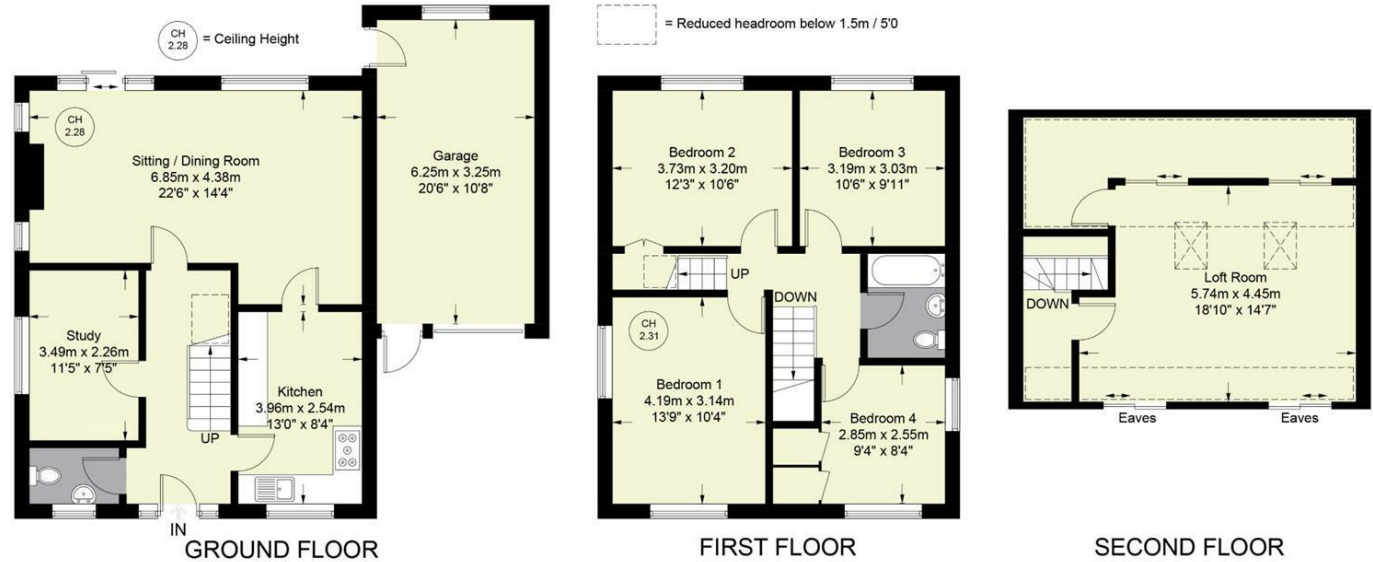 CH
2.28
= Ceiling Height
= Reduced headroom below 1.5m / 5'0
CH
2.28
Sitting / Dining Room
6.85m x 4.38m
22'6" x 14'4"
Garage
6.25m x 3.25m
20'6" x 10'8"
Study
3.49m x 2.26m
11'5" x 7'5"
Kitchen
3.96m x 2.54m
13'0" x 8'4"
UP
IN
GROUND FLOOR
Bedroom 2
3.73m x 3.20m
12'3" x 10'6"
Bedroom 3
3.19m x 3.03m
10'6" x 9'11"
UP
DOWN
CH
2.31
Bedroom 1
4.19m x 3.14m
13'9" x 10'4"
Bedroom 4
2.85m x 2.55m
9'4" x 8'4"
FIRST FLOOR
Loft Room
5.74m x 4.45m
18'10" x 14'7"
DOWN
Eaves
Eaves
SECOND FLOOR